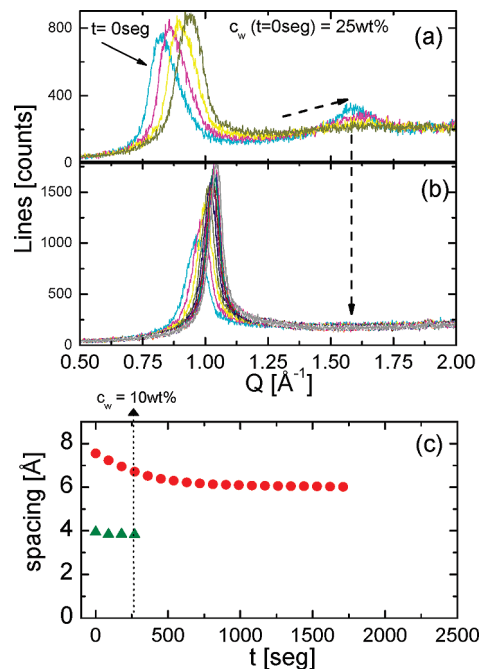 t= 0seg
c_w (t=0seg) = 25wt%
(a)
800
400
0
Lines [counts]
(b)
1500
1000
500
0
0.50 0.75 1.00 1.25 1.50 1.75 2.00
Q [Å⁻¹]
c_w = 10wt%
(c)
8
6
4
2
0
spacing [Å]
0 500 1000 1500 2000 2500
t [seg]